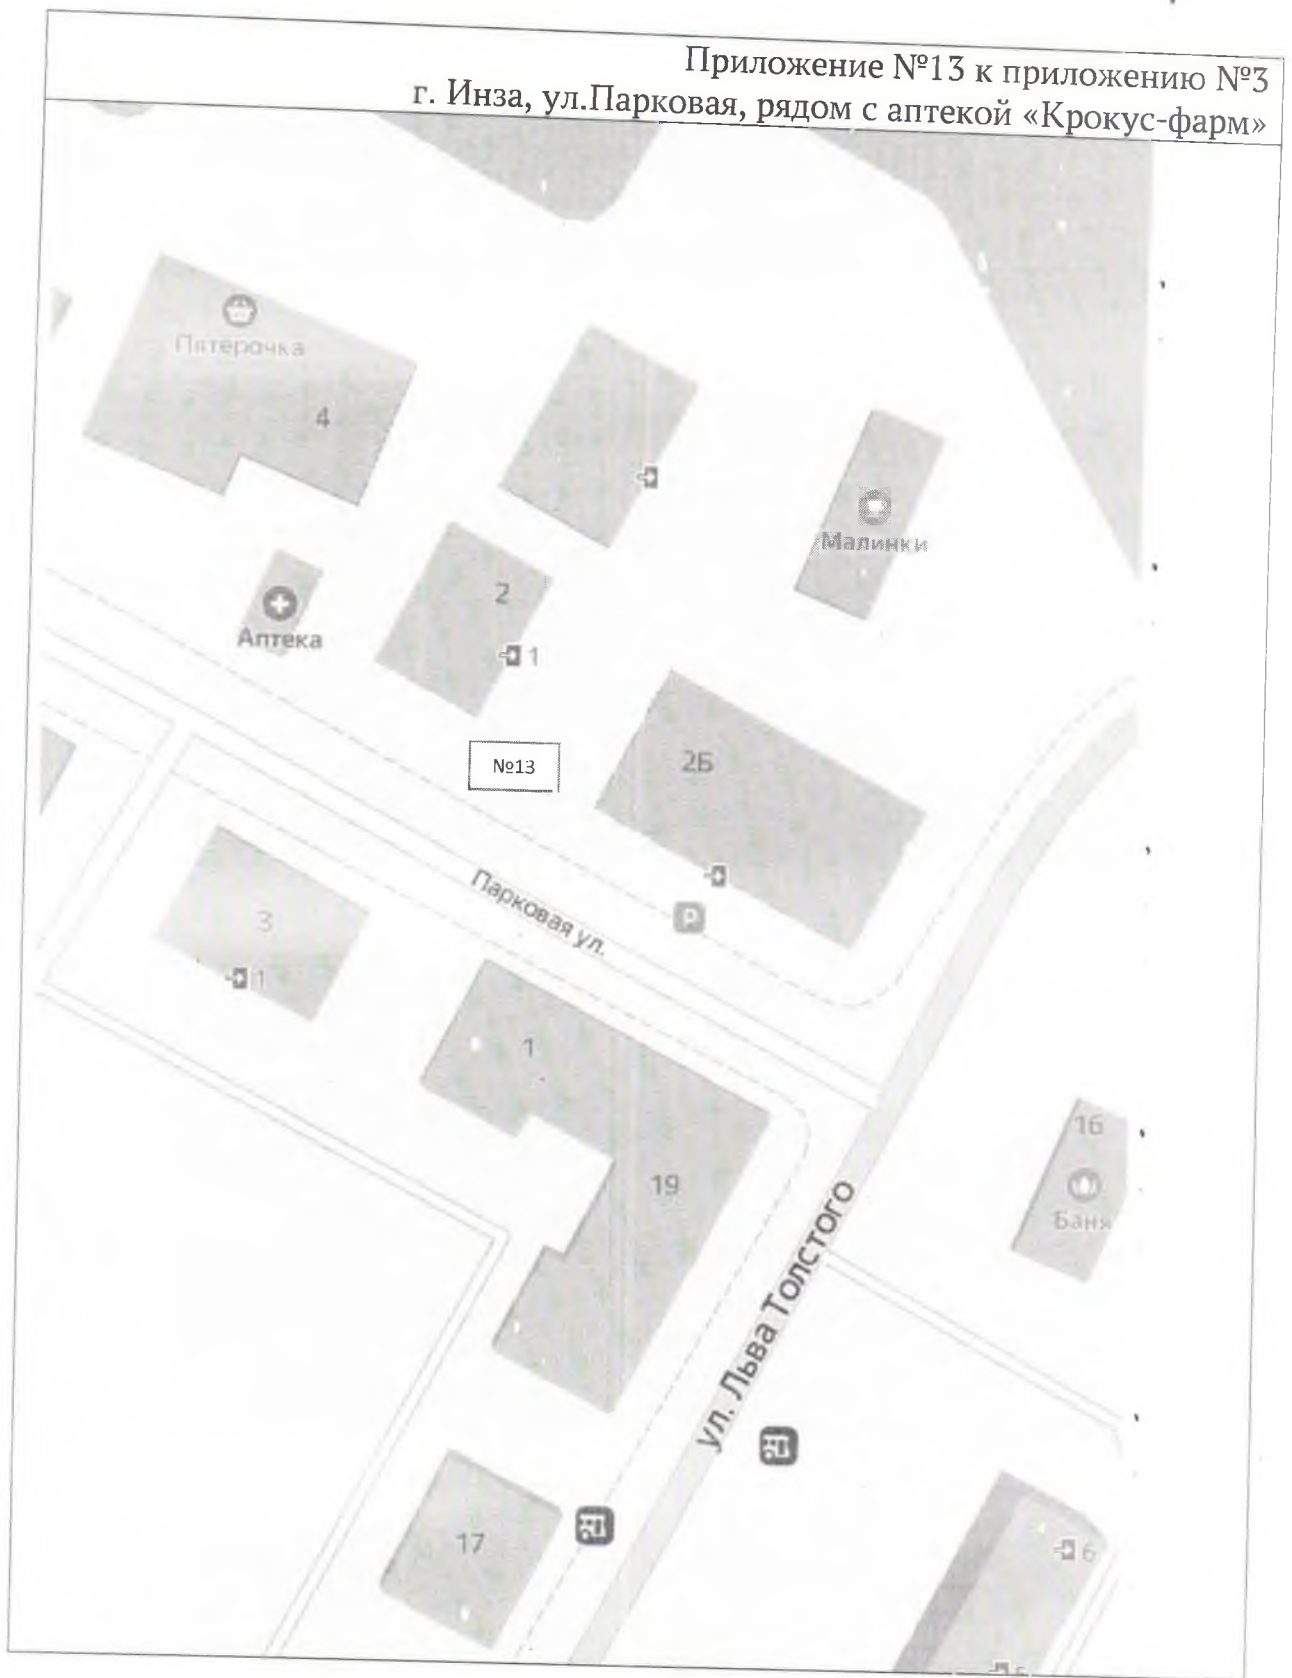 Приложение №13 к приложению №3
г. Инза, ул.Парковая, рядом с аптекой «Крокус-фарм»
Пятёрочка
4
Малинки
2
Аптека
1
2Б
№13
P
Парковая ул.
3
1
1
19
16
Баня
ул. Льва Толстого
17
6